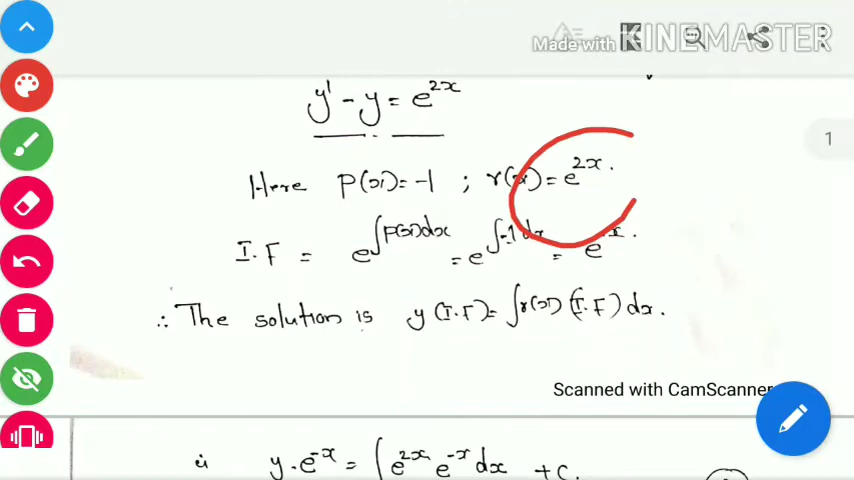 Made with KINEMASTER
y' - y = e^{2x}
1
Here P(x) = -1 ; r(x) = e^{2x}.
I.F = e^{∫P(x)dx} = e^{∫-1 dx} = e^{-x}.
∴ The solution is y (I.F) = ∫r(x) (I.F) dx.
Scanned with CamScanner
ii y.e^{-x} = ∫e^{2x} e^{-x} dx + c.